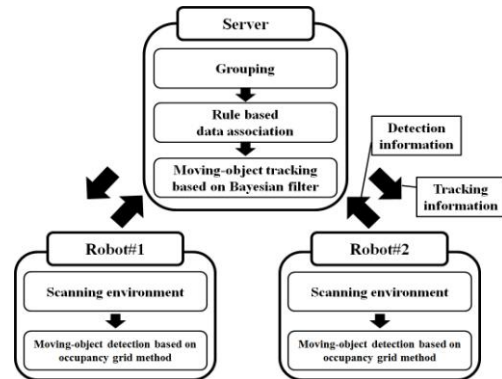 Server
Grouping
Rule based
data association
Moving-object tracking
based on Bayesian filter
Detection
information
Tracking
information
Robot#1
Scanning environment
Moving-object detection based on
occupancy grid method
Robot#2
Scanning environment
Moving-object detection based on
occupancy grid method